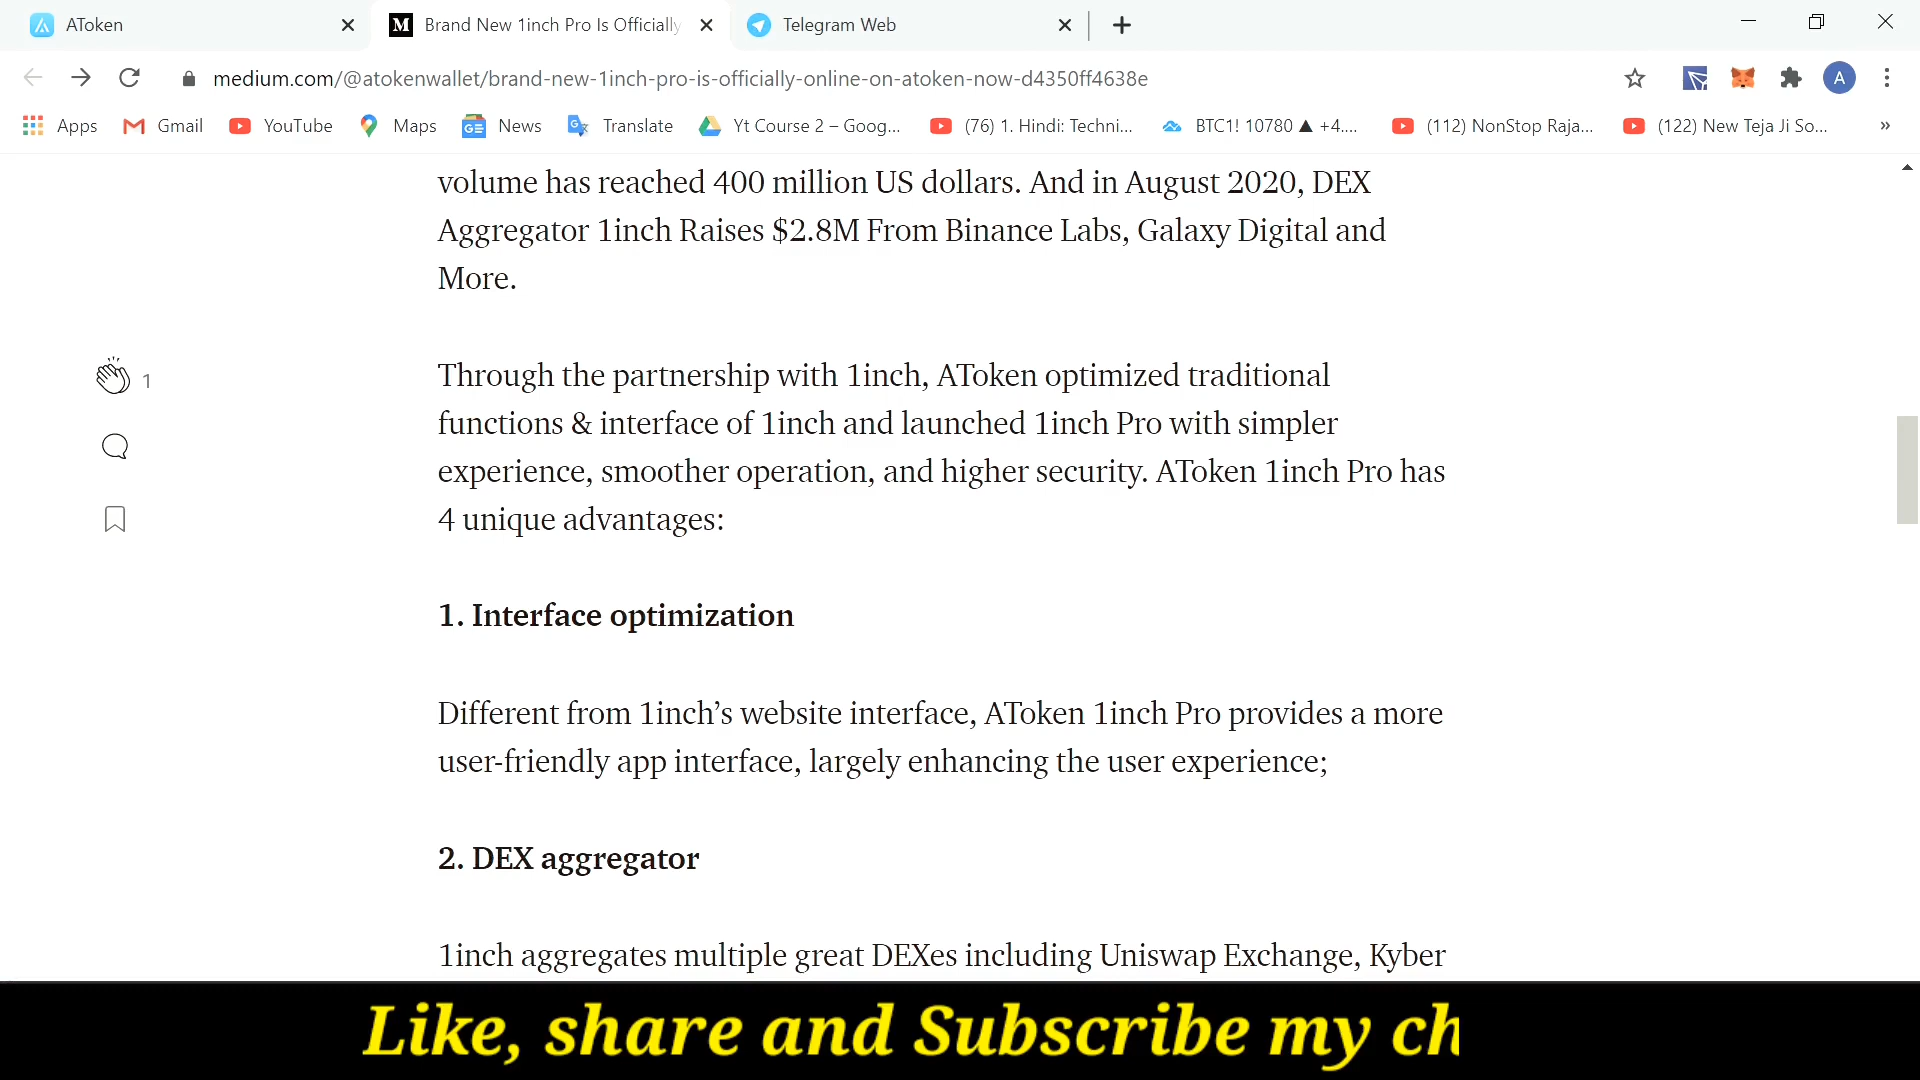 AToken
Brand New 1inch Pro Is Officially
Telegram Web
medium.com/@atokenwallet/brand-new-1inch-pro-is-officially-online-on-atoken-now-d4350ff4638e
A
Apps
Gmail
YouTube
Maps
News
Translate
Yt Course 2 – Goog...
(76) 1. Hindi: Techni...
BTC1! 10780 ▲ +4....
(112) NonStop Raja...
(122) New Teja Ji So...
»
volume has reached 400 million US dollars. And in August 2020, DEX
Aggregator 1inch Raises $2.8M From Binance Labs, Galaxy Digital and
More.
1
Through the partnership with 1inch, AToken optimized traditional
functions & interface of 1inch and launched 1inch Pro with simpler
experience, smoother operation, and higher security. AToken 1inch Pro has
4 unique advantages:
1. Interface optimization
Different from 1inch’s website interface, AToken 1inch Pro provides a more
user-friendly app interface, largely enhancing the user experience;
2. DEX aggregator
1inch aggregates multiple great DEXes including Uniswap Exchange, Kyber
Like, share and Subscribe my ch